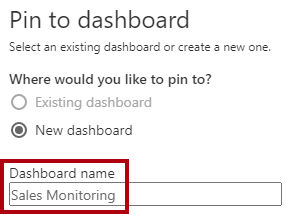 Pin to dashboard
Select an existing dashboard or create a new one.
Where would you like to pin to?
Existing dashboard
New dashboard
Dashboard name
Sales Monitoring